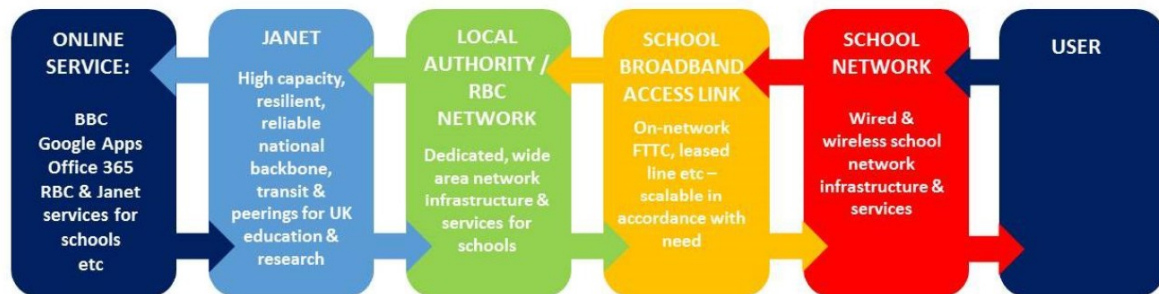 ONLINE
SERVICE:
BBC
Google Apps
Office 365
RBC & Janet
services for
schools
etc
JANET
High capacity,
resilient,
reliable
national
backbone,
transit &
peerings for UK
education &
research
LOCAL
AUTHORITY /
RBC
NETWORK
Dedicated, wide
area network
infrastructure &
services for
schools
SCHOOL
BROADBAND
ACCESS LINK
On-network
FTTC, leased
line etc –
scalable in
accordance with
need
SCHOOL
NETWORK
Wired &
wireless school
network
infrastructure &
services
USER